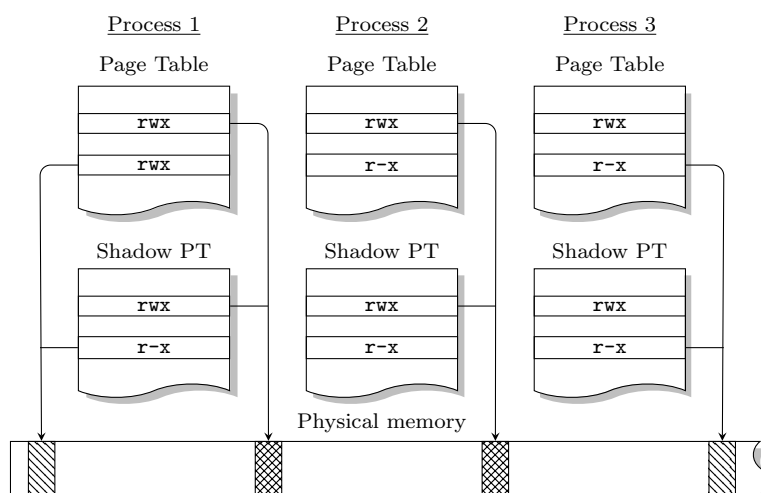 Process 1 Process 2 Process 3
Page Table Page Table Page Table
rwx rwx rwx
rwx r-x r-x
Shadow PT Shadow PT Shadow PT
rwx rwx rwx
r-x r-x r-x
Physical memory